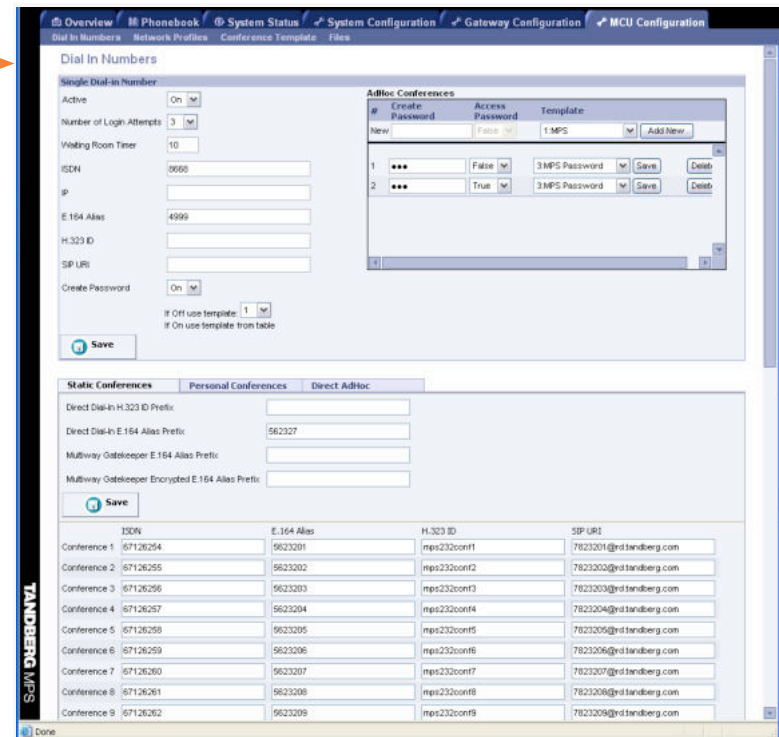 Overview Phonebook System Status System Configuration Gateway Configuration MCU Configuration
Dial In Numbers Network Profiles Conference Template Files
Dial In Numbers
Single Dial-in Number
Active On
Number of Login Attempts 3
Waiting Room Timer 10
ISDN 8668
IP
E.164 Alias 4999
H.323 ID
SIP URI
Create Password On
If Off use template: 1
If On use template from table
Save
AdHoc Conferences
# Create Password Access Password Template
New False 1:MPS Add New..
1 ●●● False 3:MPS Password Save Delet
2 ●●● True 3:MPS Password Save Delet
Static Conferences Personal Conferences Direct AdHoc
Direct Dial-In H.323 ID Prefix
Direct Dial-In E.164 Alias Prefix 562327
Multiway Gatekeeper E.164 Alias Prefix
Multiway Gatekeeper Encrypted E.164 Alias Prefix
Save
ISDN E.164 Alias H.323 ID SIP URI
Conference 1 67126254 5623201 mps232conf1 7823201@rd.tandberg.com
Conference 2 67126255 5623202 mps232conf2 7823202@rd.tandberg.com
Conference 3 67126256 5623203 mps232conf3 7823203@rd.tandberg.com
Conference 4 67126257 5623204 mps232conf4 7823204@rd.tandberg.com
Conference 5 67126258 5623205 mps232conf5 7823205@rd.tandberg.com
Conference 6 67126259 5623206 mps232conf6 7823206@rd.tandberg.com
Conference 7 67126260 5623207 mps232conf7 7823207@rd.tandberg.com
Conference 8 67126261 5623208 mps232conf8 7823208@rd.tandberg.com
Conference 9 67126262 5623209 mps232conf9 7823209@rd.tandberg.com
TANDBERG MPS
Done